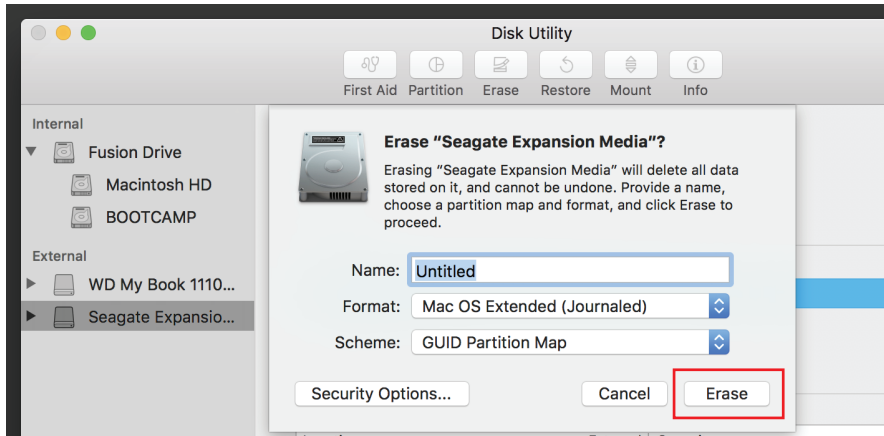 Disk Utility
First Aid Partition Erase Restore Mount Info
Internal
Fusion Drive
Macintosh HD
BOOTCAMP
External
WD My Book 1110...
Seagate Expansio...
Erase “Seagate Expansion Media”?
Erasing “Seagate Expansion Media” will delete all data
stored on it, and cannot be undone. Provide a name,
choose a partition map and format, and click Erase to
proceed.
Name: Untitled
Format: Mac OS Extended (Journaled)
Scheme: GUID Partition Map
Security Options... Cancel Erase